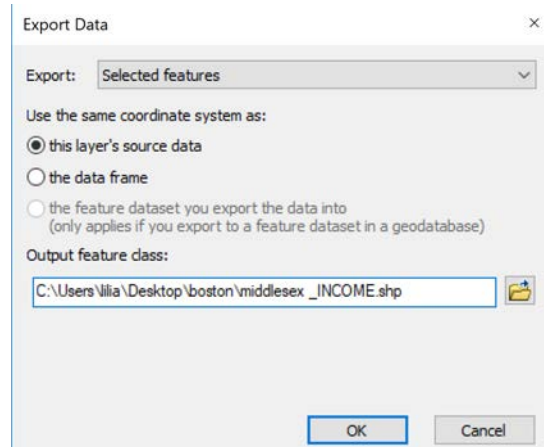 Export Data
Export: Selected features
Use the same coordinate system as:
this layer's source data
the data frame
the feature dataset you export the data into
(only applies if you export to a feature dataset in a geodatabase)
Output feature class:
C:\Users\lilia\Desktop\boston\middlesex _INCOME.shp
OK Cancel